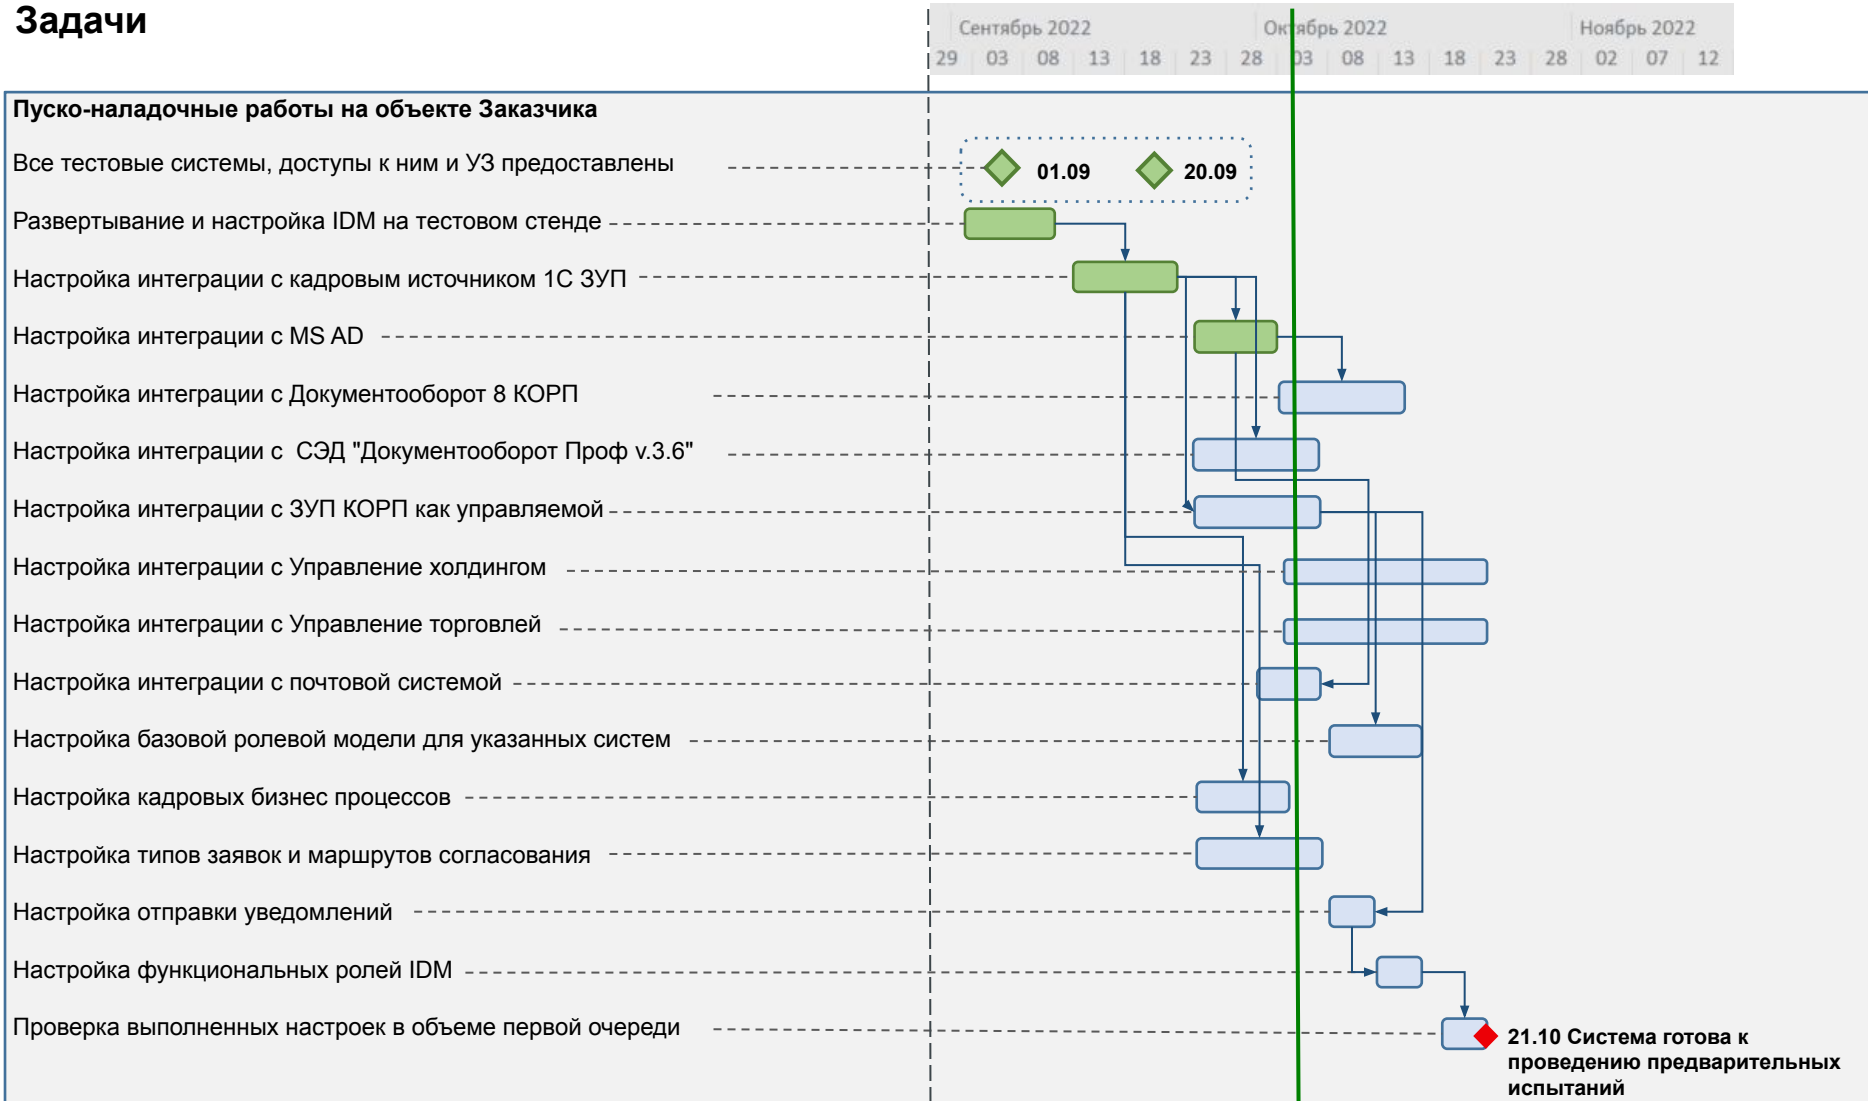 Задачи
Сентябрь 2022 Октябрь 2022 Ноябрь 2022
29 03 08 13 18 23 28 03 08 13 18 23 28 02 07 12
Пуско-наладочные работы на объекте Заказчика
Все тестовые системы, доступы к ним и УЗ предоставлены
01.09 20.09
Развертывание и настройка IDM на тестовом стенде
Настройка интеграции с кадровым источником 1С ЗУП
Настройка интеграции с MS AD
Настройка интеграции с Документооборот 8 КОРП
Настройка интеграции с СЭД "Документооборот Проф v.3.6"
Настройка интеграции с ЗУП КОРП как управляемой
Настройка интеграции с Управление холдингом
Настройка интеграции с Управление торговлей
Настройка интеграции с почтовой системой
Настройка базовой ролевой модели для указанных систем
Настройка кадровых бизнес процессов
Настройка типов заявок и маршрутов согласования
Настройка отправки уведомлений
Настройка функциональных ролей IDM
Проверка выполненных настроек в объеме первой очереди
21.10 Система готова к
проведению предварительных
испытаний